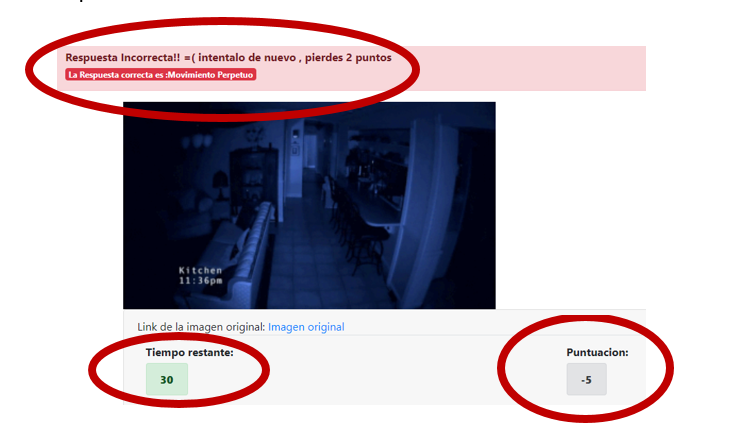 Respuesta Incorrecta!! =( intentalo de nuevo , pierdes 2 puntos
La Respuesta correcta es :Movimiento Perpetuo
Kitchen
11:36pm
Link de la imagen original: Imagen original
Tiempo restante:
Puntuacion:
30
-5